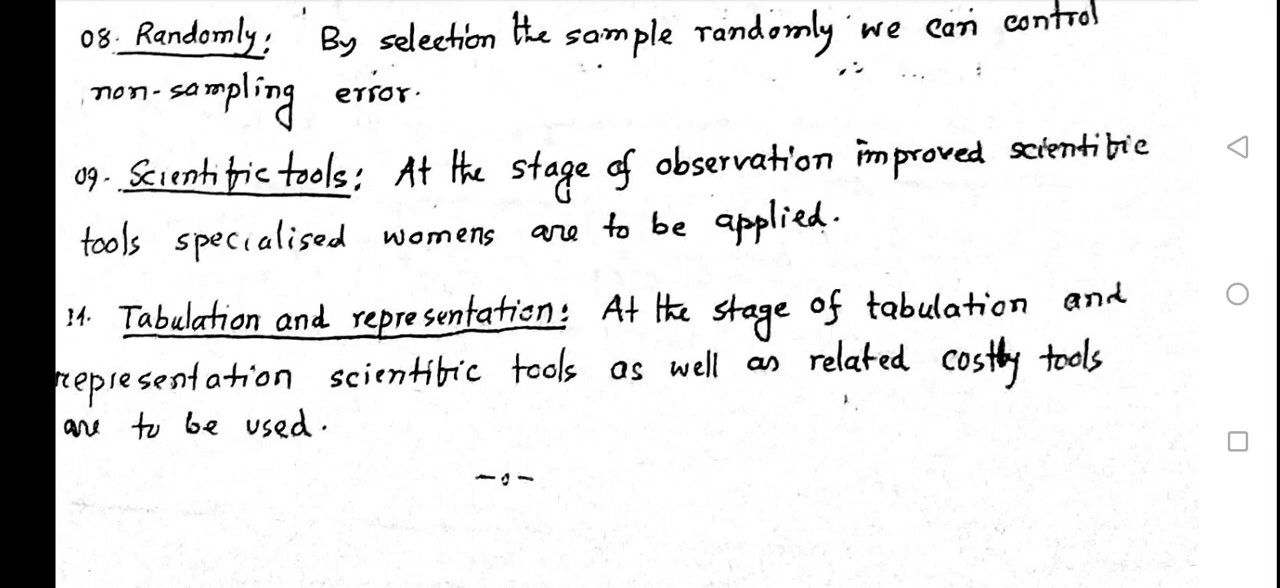 08. Randomly: By selection the sample randomly we can control
non-sampling error.
09. Scientific tools: At the stage of observation improved scientific
tools specialised womens are to be applied.
11. Tabulation and representation: At the stage of tabulation and
representation scientific tools as well as related costly tools
are to be used.
—0—